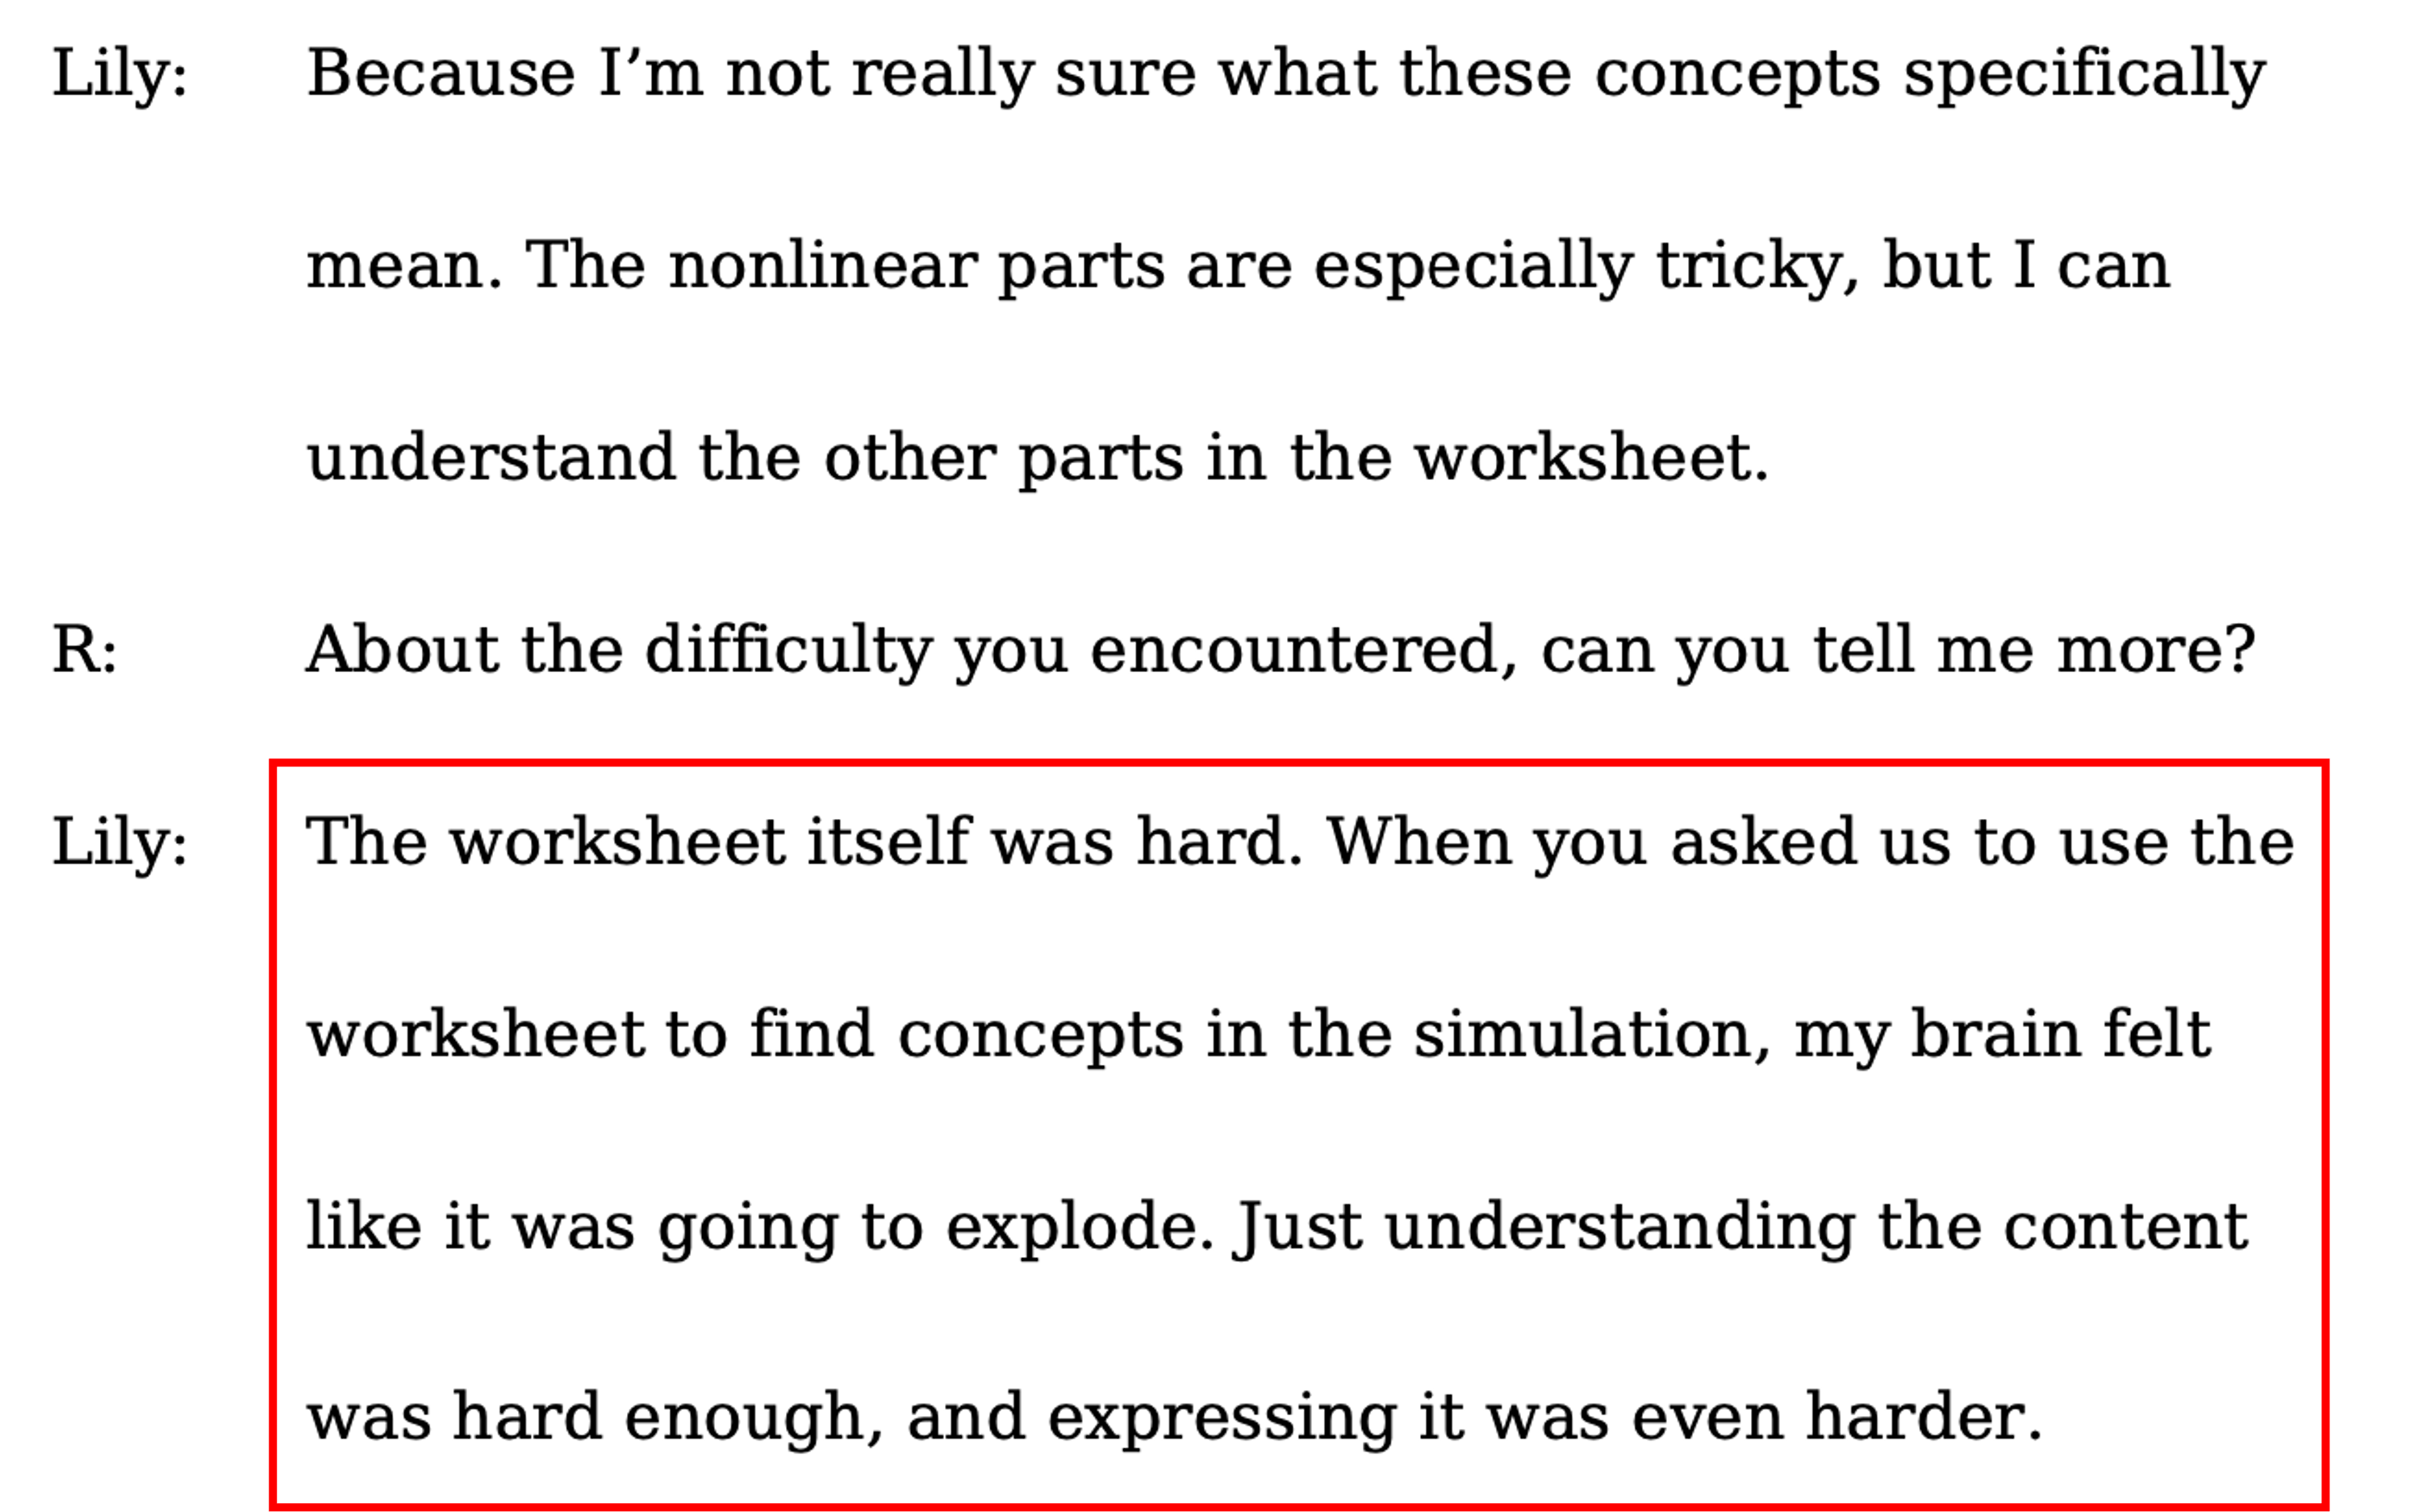 Lily: Because I’m not really sure what these concepts specifically
mean. The nonlinear parts are especially tricky, but I can
understand the other parts in the worksheet.
R: About the difficulty you encountered, can you tell me more?
Lily: The worksheet itself was hard. When you asked us to use the
worksheet to find concepts in the simulation, my brain felt
like it was going to explode. Just understanding the content
was hard enough, and expressing it was even harder.